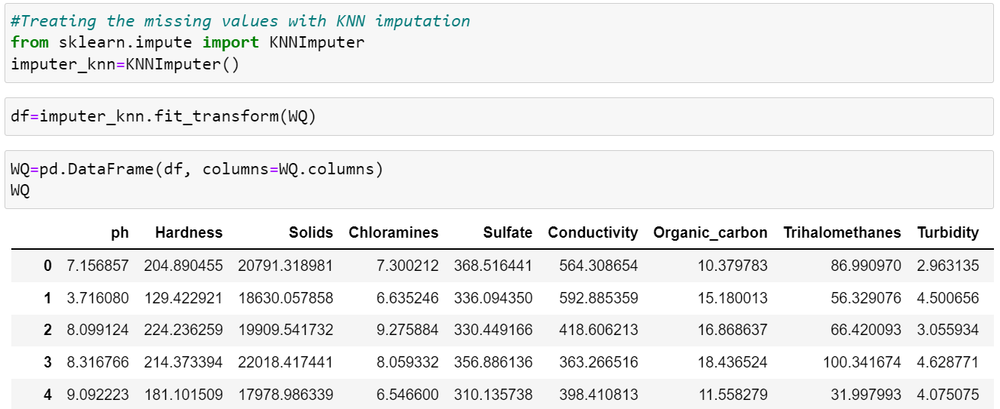 #Treating the missing values with KNN imputation
from sklearn.impute import KNNImputer
imputer_knn=KNNImputer()
df=imputer_knn.fit_transform(WQ)
WQ=pd.DataFrame(df, columns=WQ.columns)
WQ
ph Hardness Solids Chloramines Sulfate Conductivity Organic_carbon Trihalomethanes Turbidity
0 7.156857 204.890455 20791.318981 7.300212 368.516441 564.308654 10.379783 86.990970 2.963135
1 3.716080 129.422921 18630.057858 6.635246 336.094350 592.885359 15.180013 56.329076 4.500656
2 8.099124 224.236259 19909.541732 9.275884 330.449166 418.606213 16.868637 66.420093 3.055934
3 8.316766 214.373394 22018.417441 8.059332 356.886136 363.266516 18.436524 100.341674 4.628771
4 9.092223 181.101509 17978.986339 6.546600 310.135738 398.410813 11.558279 31.997993 4.075075